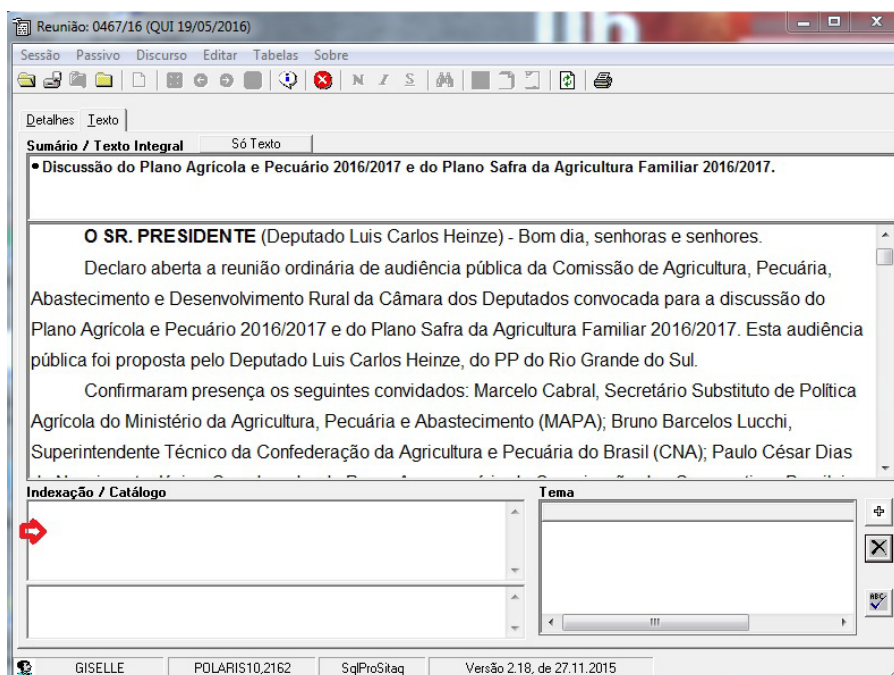 Reunião: 0467/16 (QUI 19/05/2016)
Sessão Passivo Discurso Editar Tabelas Sobre
N I S
Detalhes Texto
Sumário / Texto Integral Só Texto
• Discussão do Plano Agrícola e Pecuário 2016/2017 e do Plano Safra da Agricultura Familiar 2016/2017.
O SR. PRESIDENTE (Deputado Luis Carlos Heinze) - Bom dia, senhoras e senhores.
Declaro aberta a reunião ordinária de audiência pública da Comissão de Agricultura, Pecuária,
Abastecimento e Desenvolvimento Rural da Câmara dos Deputados convocada para a discussão do
Plano Agrícola e Pecuário 2016/2017 e do Plano Safra da Agricultura Familiar 2016/2017. Esta audiência
pública foi proposta pelo Deputado Luis Carlos Heinze, do PP do Rio Grande do Sul.
Confirmaram presença os seguintes convidados: Marcelo Cabral, Secretário Substituto de Política
Agrícola do Ministério da Agricultura, Pecuária e Abastecimento (MAPA); Bruno Barcelos Lucchi,
Superintendente Técnico da Confederação da Agricultura e Pecuária do Brasil (CNA); Paulo César Dias
Indexação / Catálogo Tema
ABC
GISELLE POLARIS10,2162 SqlProSitaq Versão 2.18, de 27.11.2015